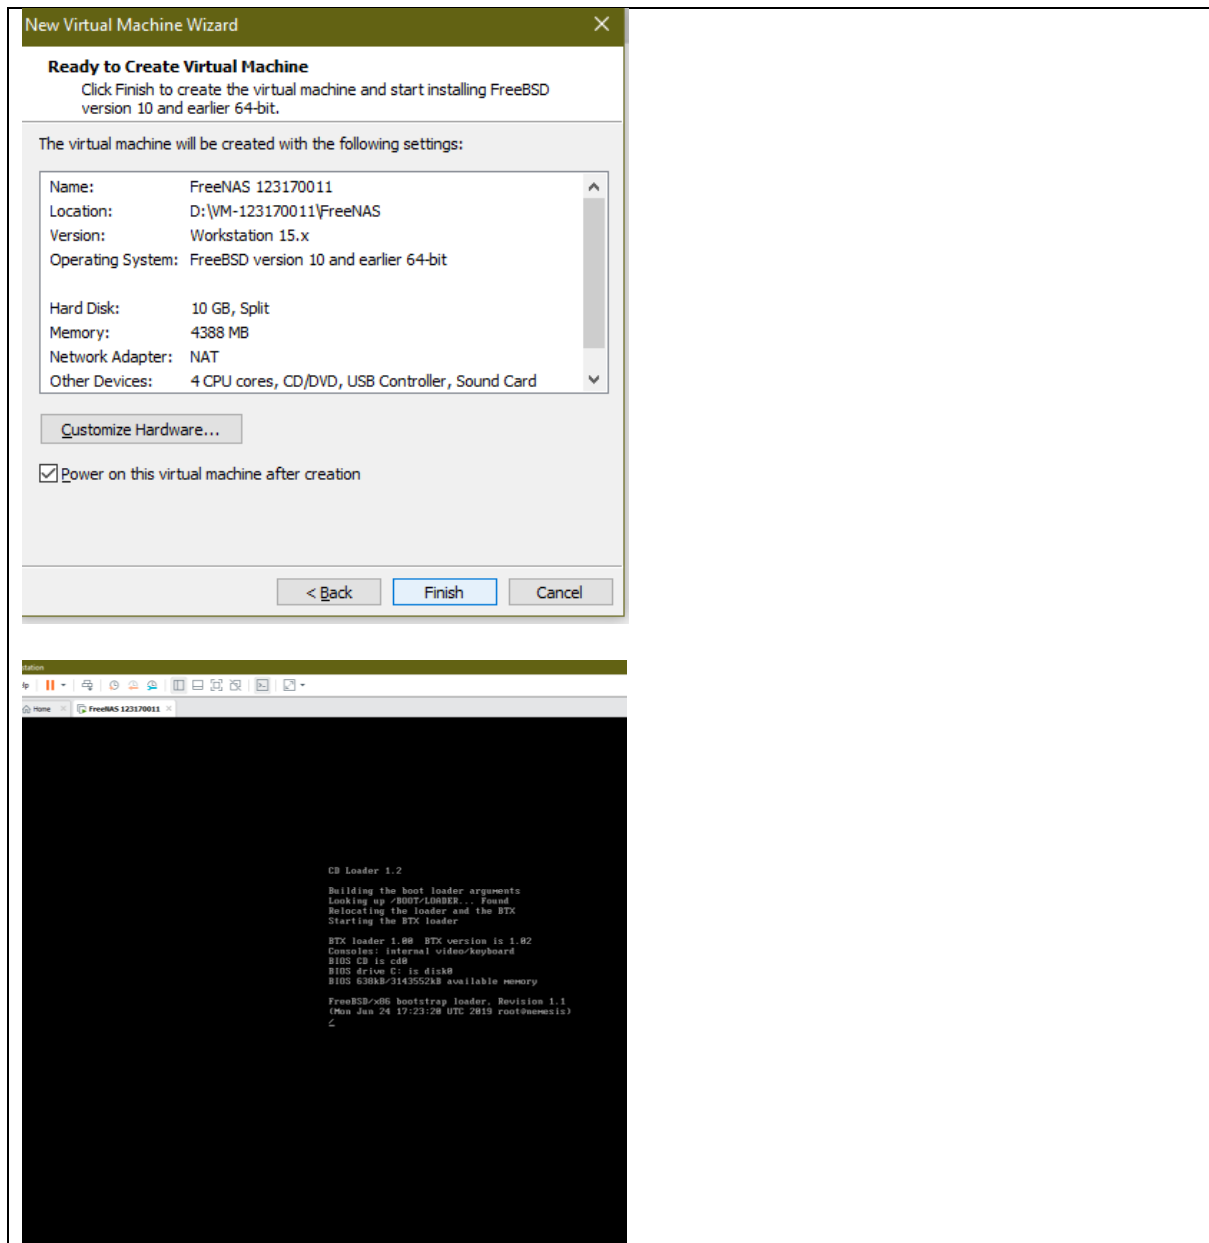 New Virtual Machine Wizard
Ready to Create Virtual Machine
Click Finish to create the virtual machine and start installing FreeBSD
version 10 and earlier 64-bit.
The virtual machine will be created with the following settings:
Name: FreeNAS 123170011
Location: D:\VM-123170011\FreeNAS
Version: Workstation 15.x
Operating System: FreeBSD version 10 and earlier 64-bit
Hard Disk: 10 GB, Split
Memory: 4388 MB
Network Adapter: NAT
Other Devices: 4 CPU cores, CD/DVD, USB Controller, Sound Card
Customize Hardware...
Power on this virtual machine after creation
< Back Finish Cancel
station
lp
Home FreeNAS 123170011
CD Loader 1.2
Building the boot loader arguments
Looking up /BOOT/LOADER... Found
Relocating the loader and the BTX
Starting the BTX loader
BTX loader 1.00 BTX version is 1.02
Consoles: internal video/keyboard
BIOS CD is cd0
BIOS drive C: is disk0
BIOS 638kB/3143552kB available memory
FreeBSD/x86 bootstrap loader, Revision 1.1
(Mon Jun 24 17:23:20 UTC 2019 root@nemesis)
/